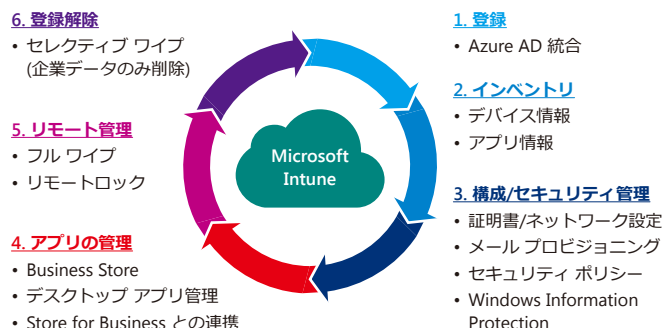 6. 登録解除
• セレクティブ ワイプ
(企業データのみ削除)
5. リモート管理
• フル ワイプ
• リモートロック
4. アプリの管理
• Business Store
• デスクトップ アプリ管理
• Store for Business との連携
Microsoft
Intune
1. 登録
• Azure AD 統合
2. インベントリ
• デバイス情報
• アプリ情報
3. 構成/セキュリティ管理
• 証明書/ネットワーク設定
• メール プロビジョニング
• セキュリティ ポリシー
• Windows Information
Protection